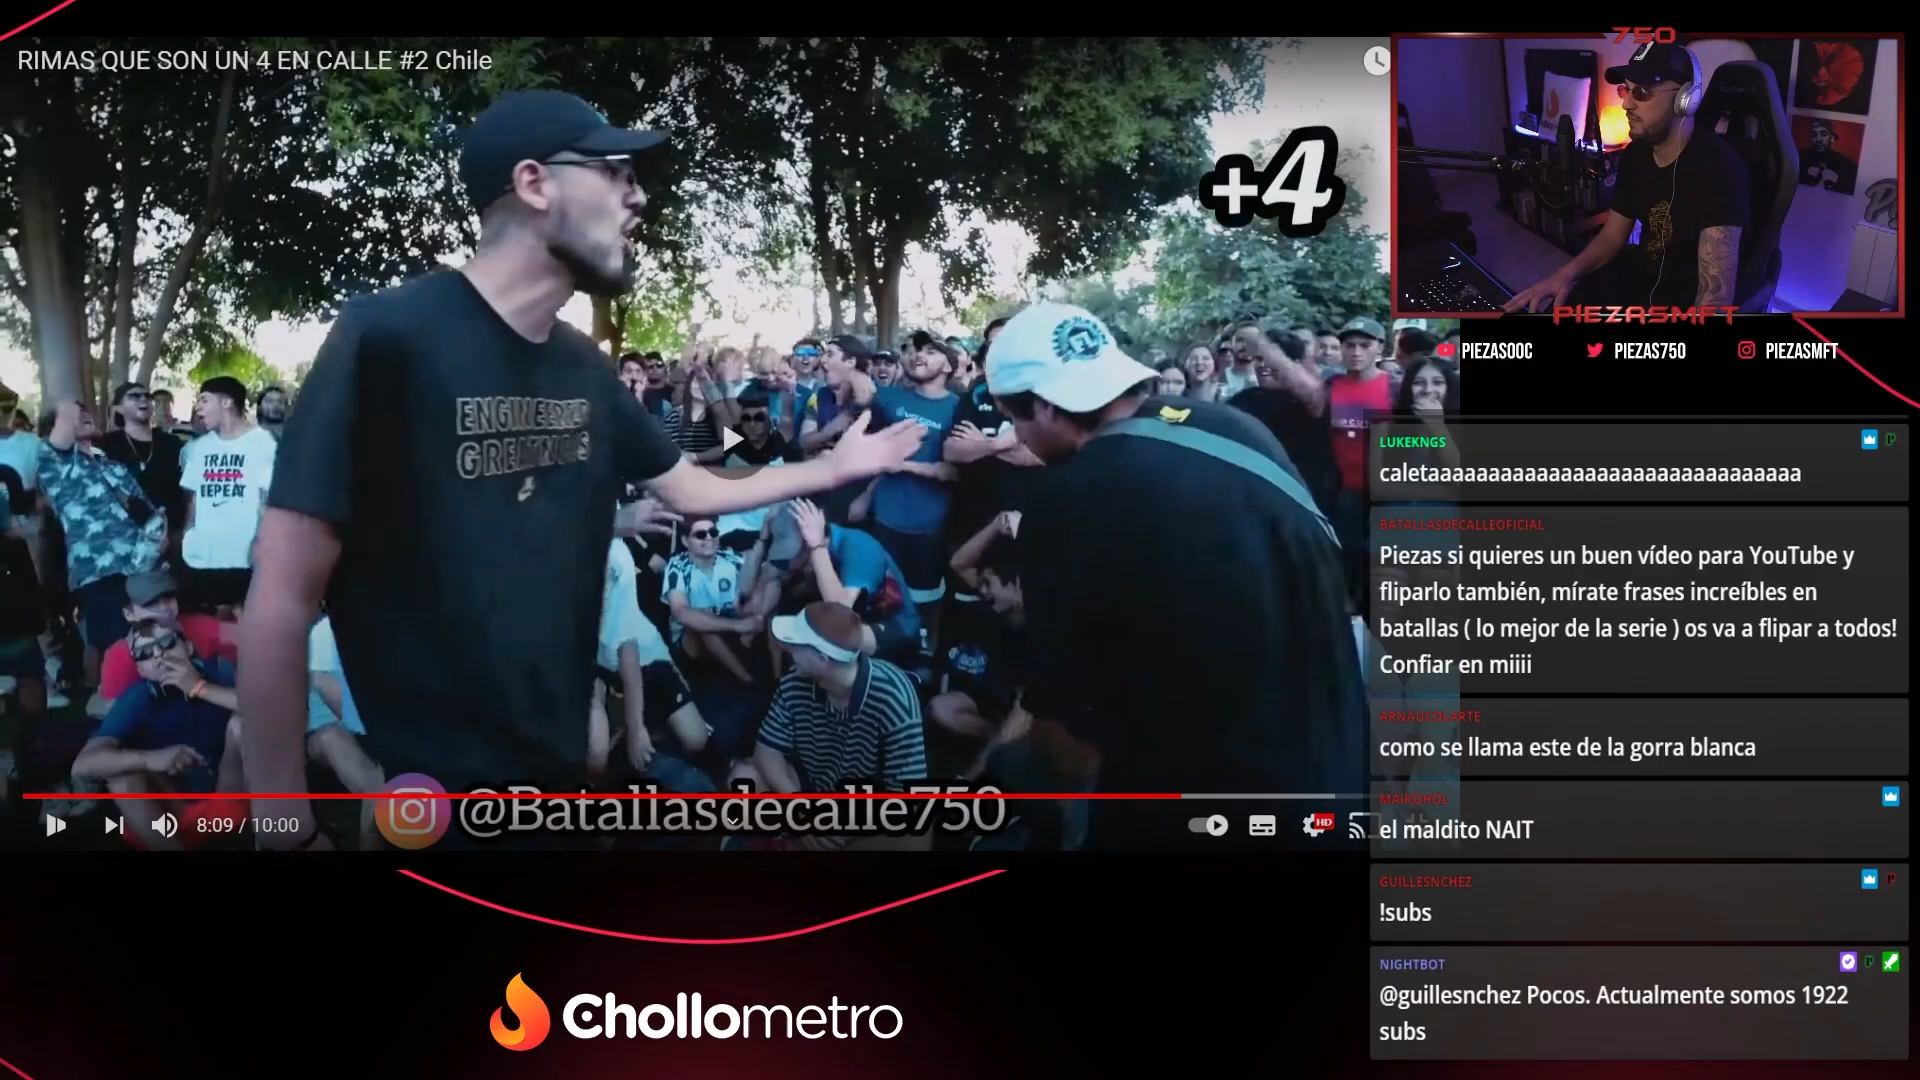 RIMAS QUE SON UN 4 EN CALLE #2 Chile
+4
750
PIEZASMFT
PIEZASOOC
PIEZAS750
PIEZASMFT
ENGINEERED
GREATNESS
TRAIN
SLEEP
REPEAT
FL
LUKEKNGS
caletaaaaaaaaaaaaaaaaaaaaaaaaaaaaaaa
BATALLASDECALLEOFICIAL
Piezas si quieres un buen vídeo para YouTube y
fliparlo también, mírate frases increíbles en
batallas ( lo mejor de la serie ) os va a flipar a todos!
Confiar en miiii
ARNAUCOLARTE
como se llama este de la gorra blanca
MAIKOHOL
el maldito NAIT
GUILLESNCHEZ
!subs
NIGHTBOT
@guillesnchez Pocos. Actualmente somos 1922
subs
@Batallasdecalle750
8:09 / 10:00
HD
Chollometro